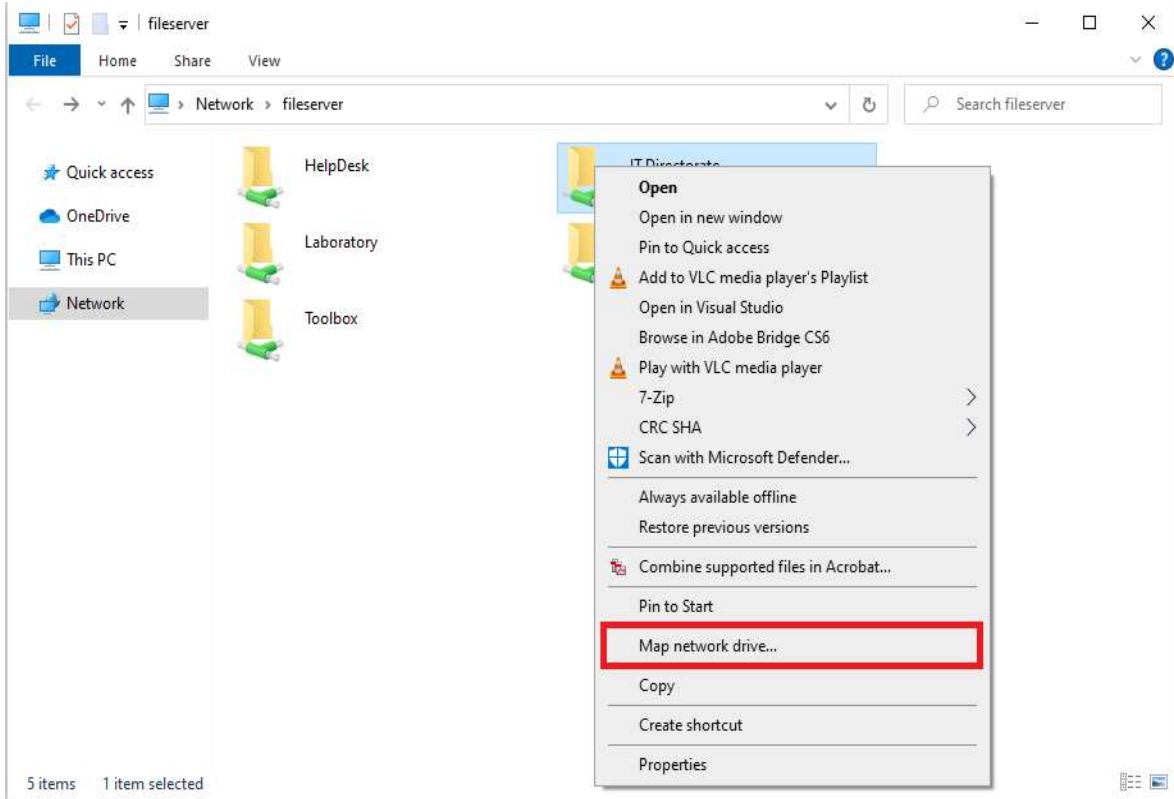 fileserver
File Home Share View
Network > fileserver
Search fileserver
Quick access
OneDrive
This PC
Network
HelpDesk
IT Directorate
Laboratory
Toolbox
Open
Open in new window
Pin to Quick access
Add to VLC media player's Playlist
Open in Visual Studio
Browse in Adobe Bridge CS6
Play with VLC media player
7-Zip
CRC SHA
Scan with Microsoft Defender...
Always available offline
Restore previous versions
Combine supported files in Acrobat...
Pin to Start
Map network drive...
Copy
Create shortcut
Properties
5 items 1 item selected